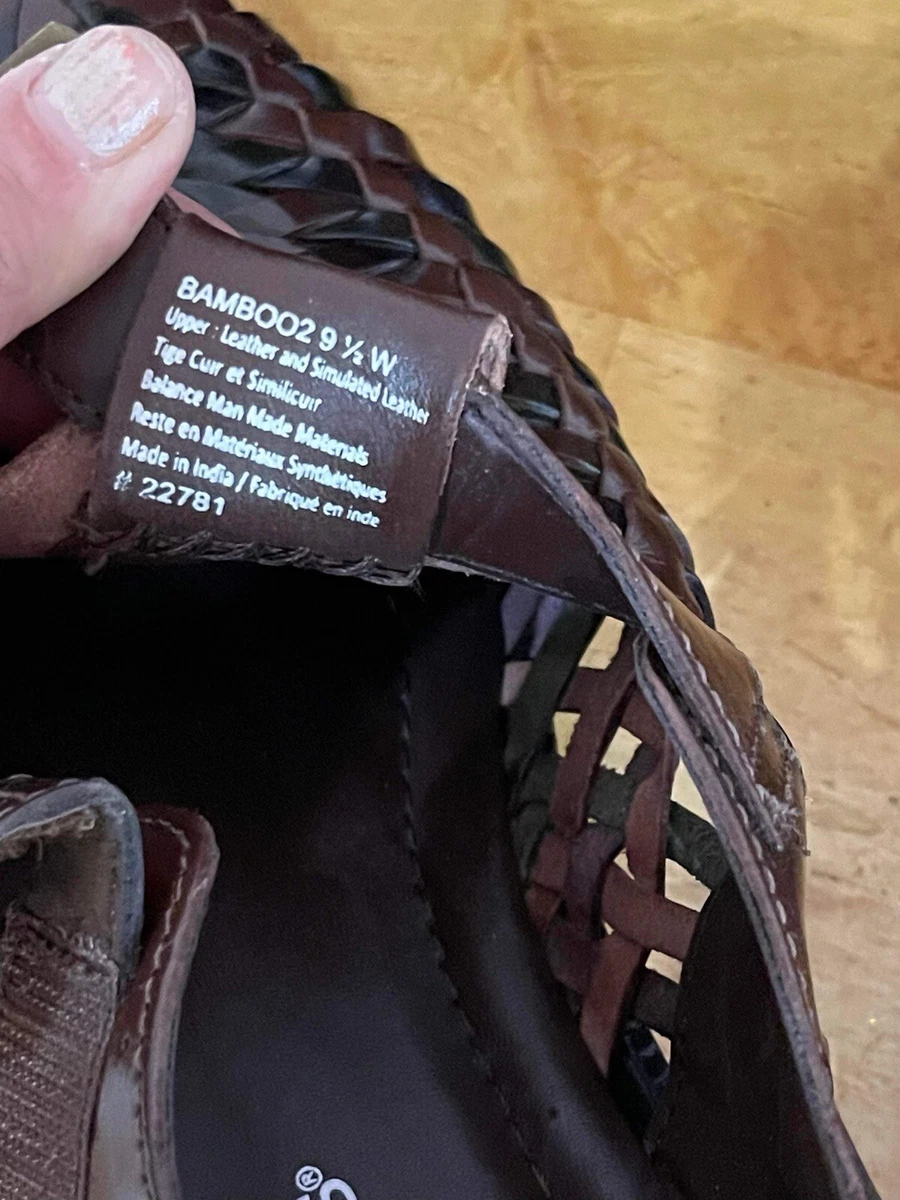 BAMBOO2 9 ½ W
Upper : Leather and Simulated Leather
Tige Cuir et Similicuir
Balance Man Made Materials
Reste en Matériaux Synthétiques
Made in India / Fabriqué en inde
# 22781
®